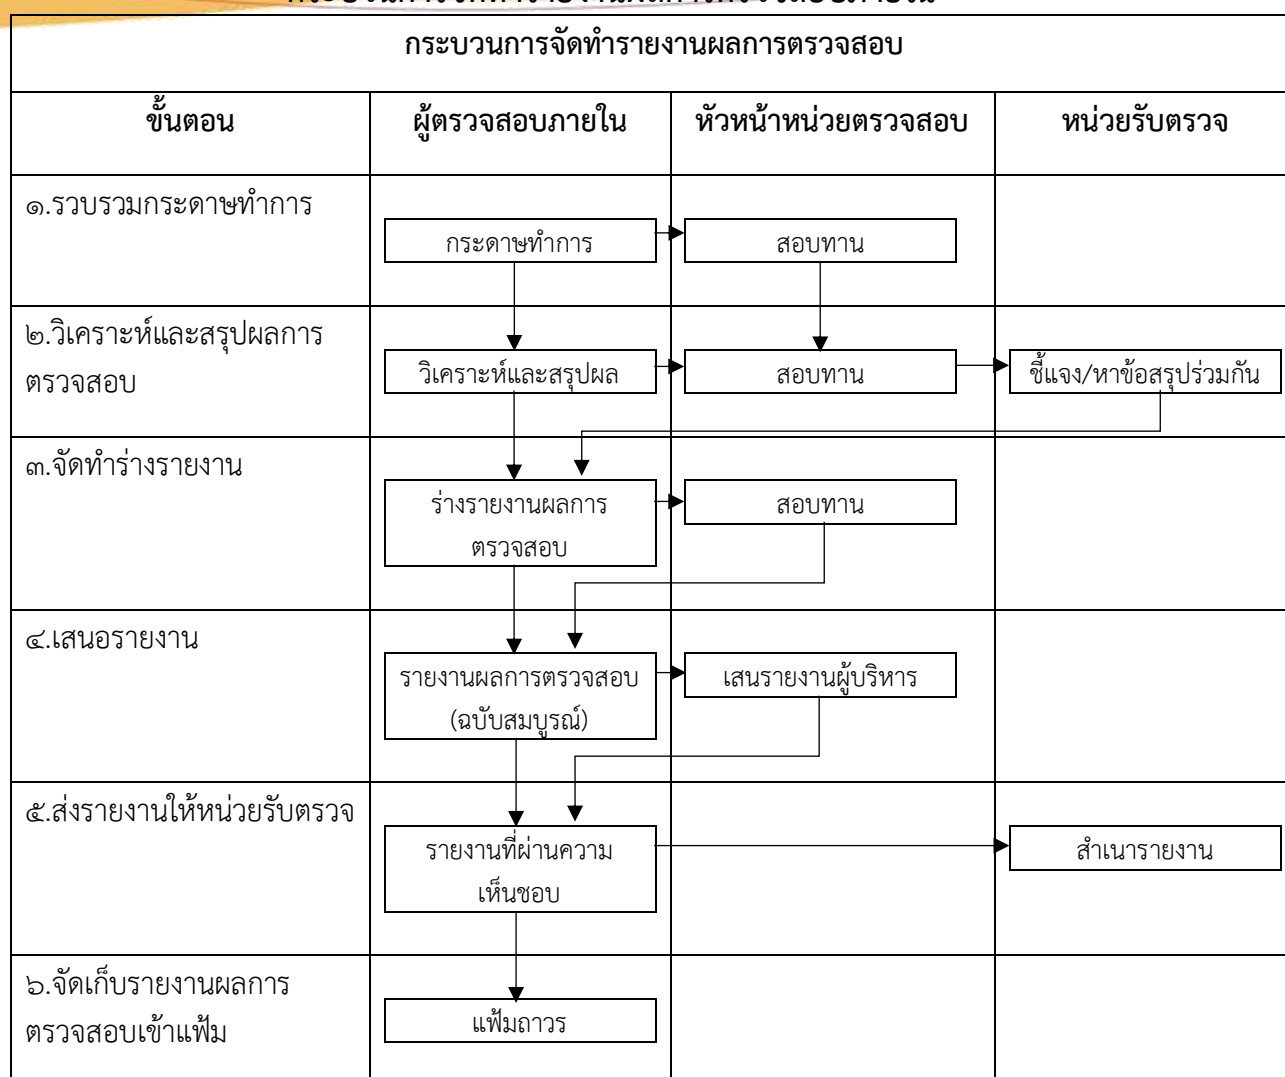 กระบวนการจัดทำรายงานผลการตรวจสอบ
ขั้นตอน ผู้ตรวจสอบภายใน หัวหน้าหน่วยตรวจสอบ หน่วยรับตรวจ
๑.รวบรวมกระดาษทำการ
กระดาษทำการ สอบทาน
๒.วิเคราะห์และสรุปผลการ
ตรวจสอบ
วิเคราะห์และสรุปผล สอบทาน ชี้แจง/หาข้อสรุปร่วมกัน
๓.จัดทำร่างรายงาน
ร่างรายงานผลการ
ตรวจสอบ
สอบทาน
๔.เสนอรายงาน
รายงานผลการตรวจสอบ
(ฉบับสมบูรณ์)
เสนรายงานผู้บริหาร
๕.ส่งรายงานให้หน่วยรับตรวจ
รายงานที่ผ่านความ
เห็นชอบ
สำเนารายงาน
๖.จัดเก็บรายงานผลการ
ตรวจสอบเข้าแฟ้ม
แฟ้มถาวร